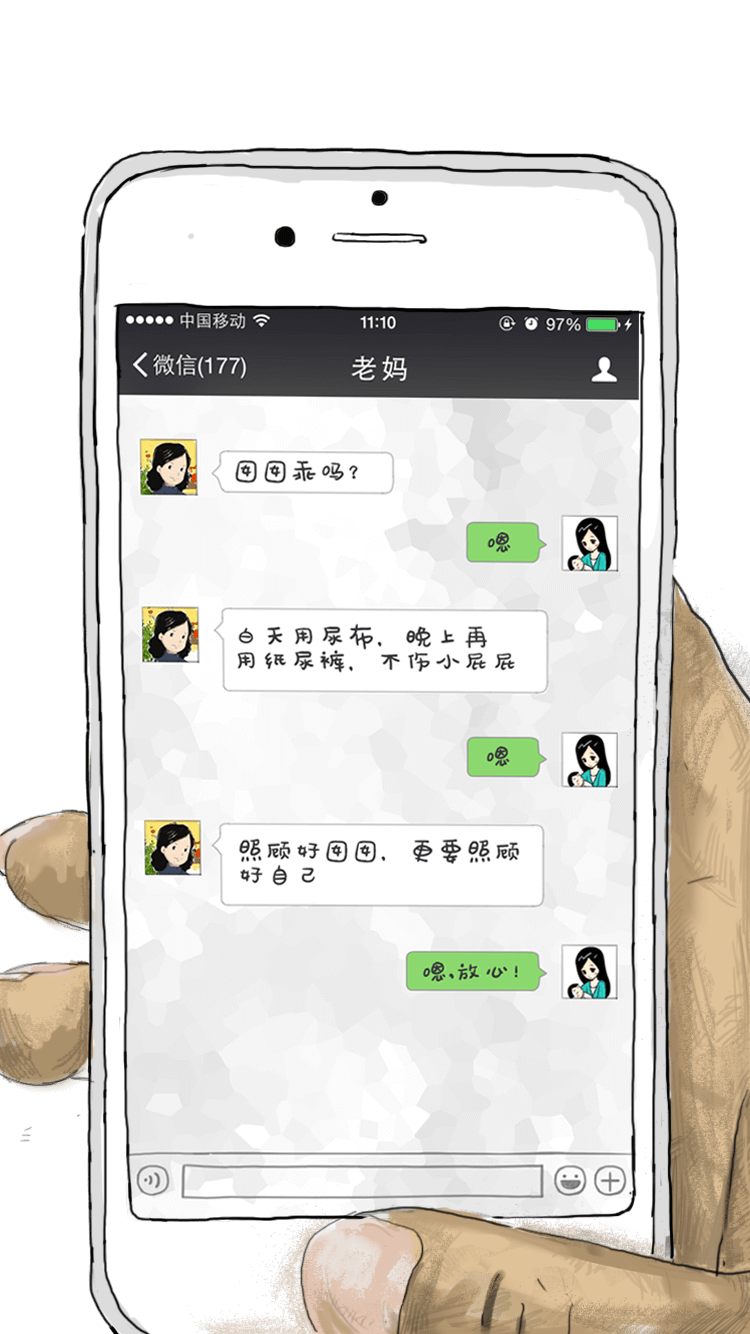 中国移动 11:10 97%
微信(177) 老妈
囡囡乖吗?
嗯
白天用尿布，晚上再
用纸尿裤，不伤小屁屁
嗯
照顾好囡囡，更要照顾
好自己
嗯，放心!